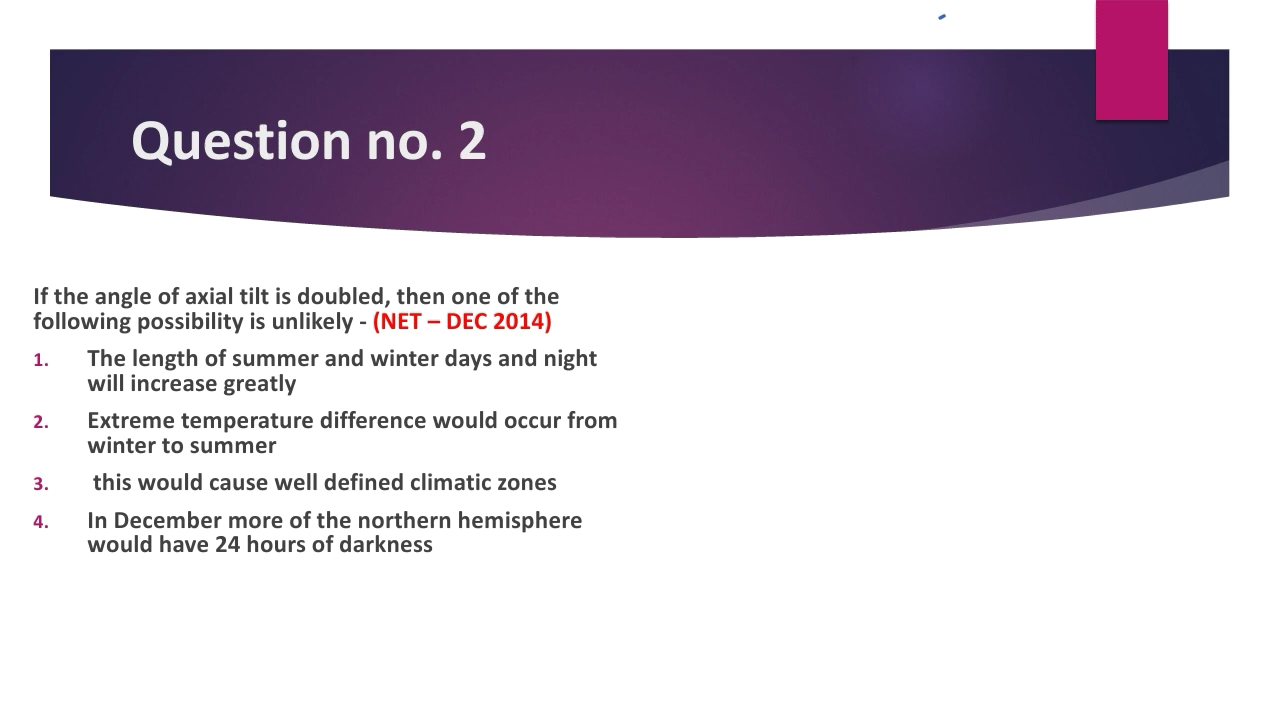 Question no. 2
If the angle of axial tilt is doubled, then one of the
following possibility is unlikely - (NET – DEC 2014)
1. The length of summer and winter days and night
will increase greatly
2. Extreme temperature difference would occur from
winter to summer
3. this would cause well defined climatic zones
4. In December more of the northern hemisphere
would have 24 hours of darkness